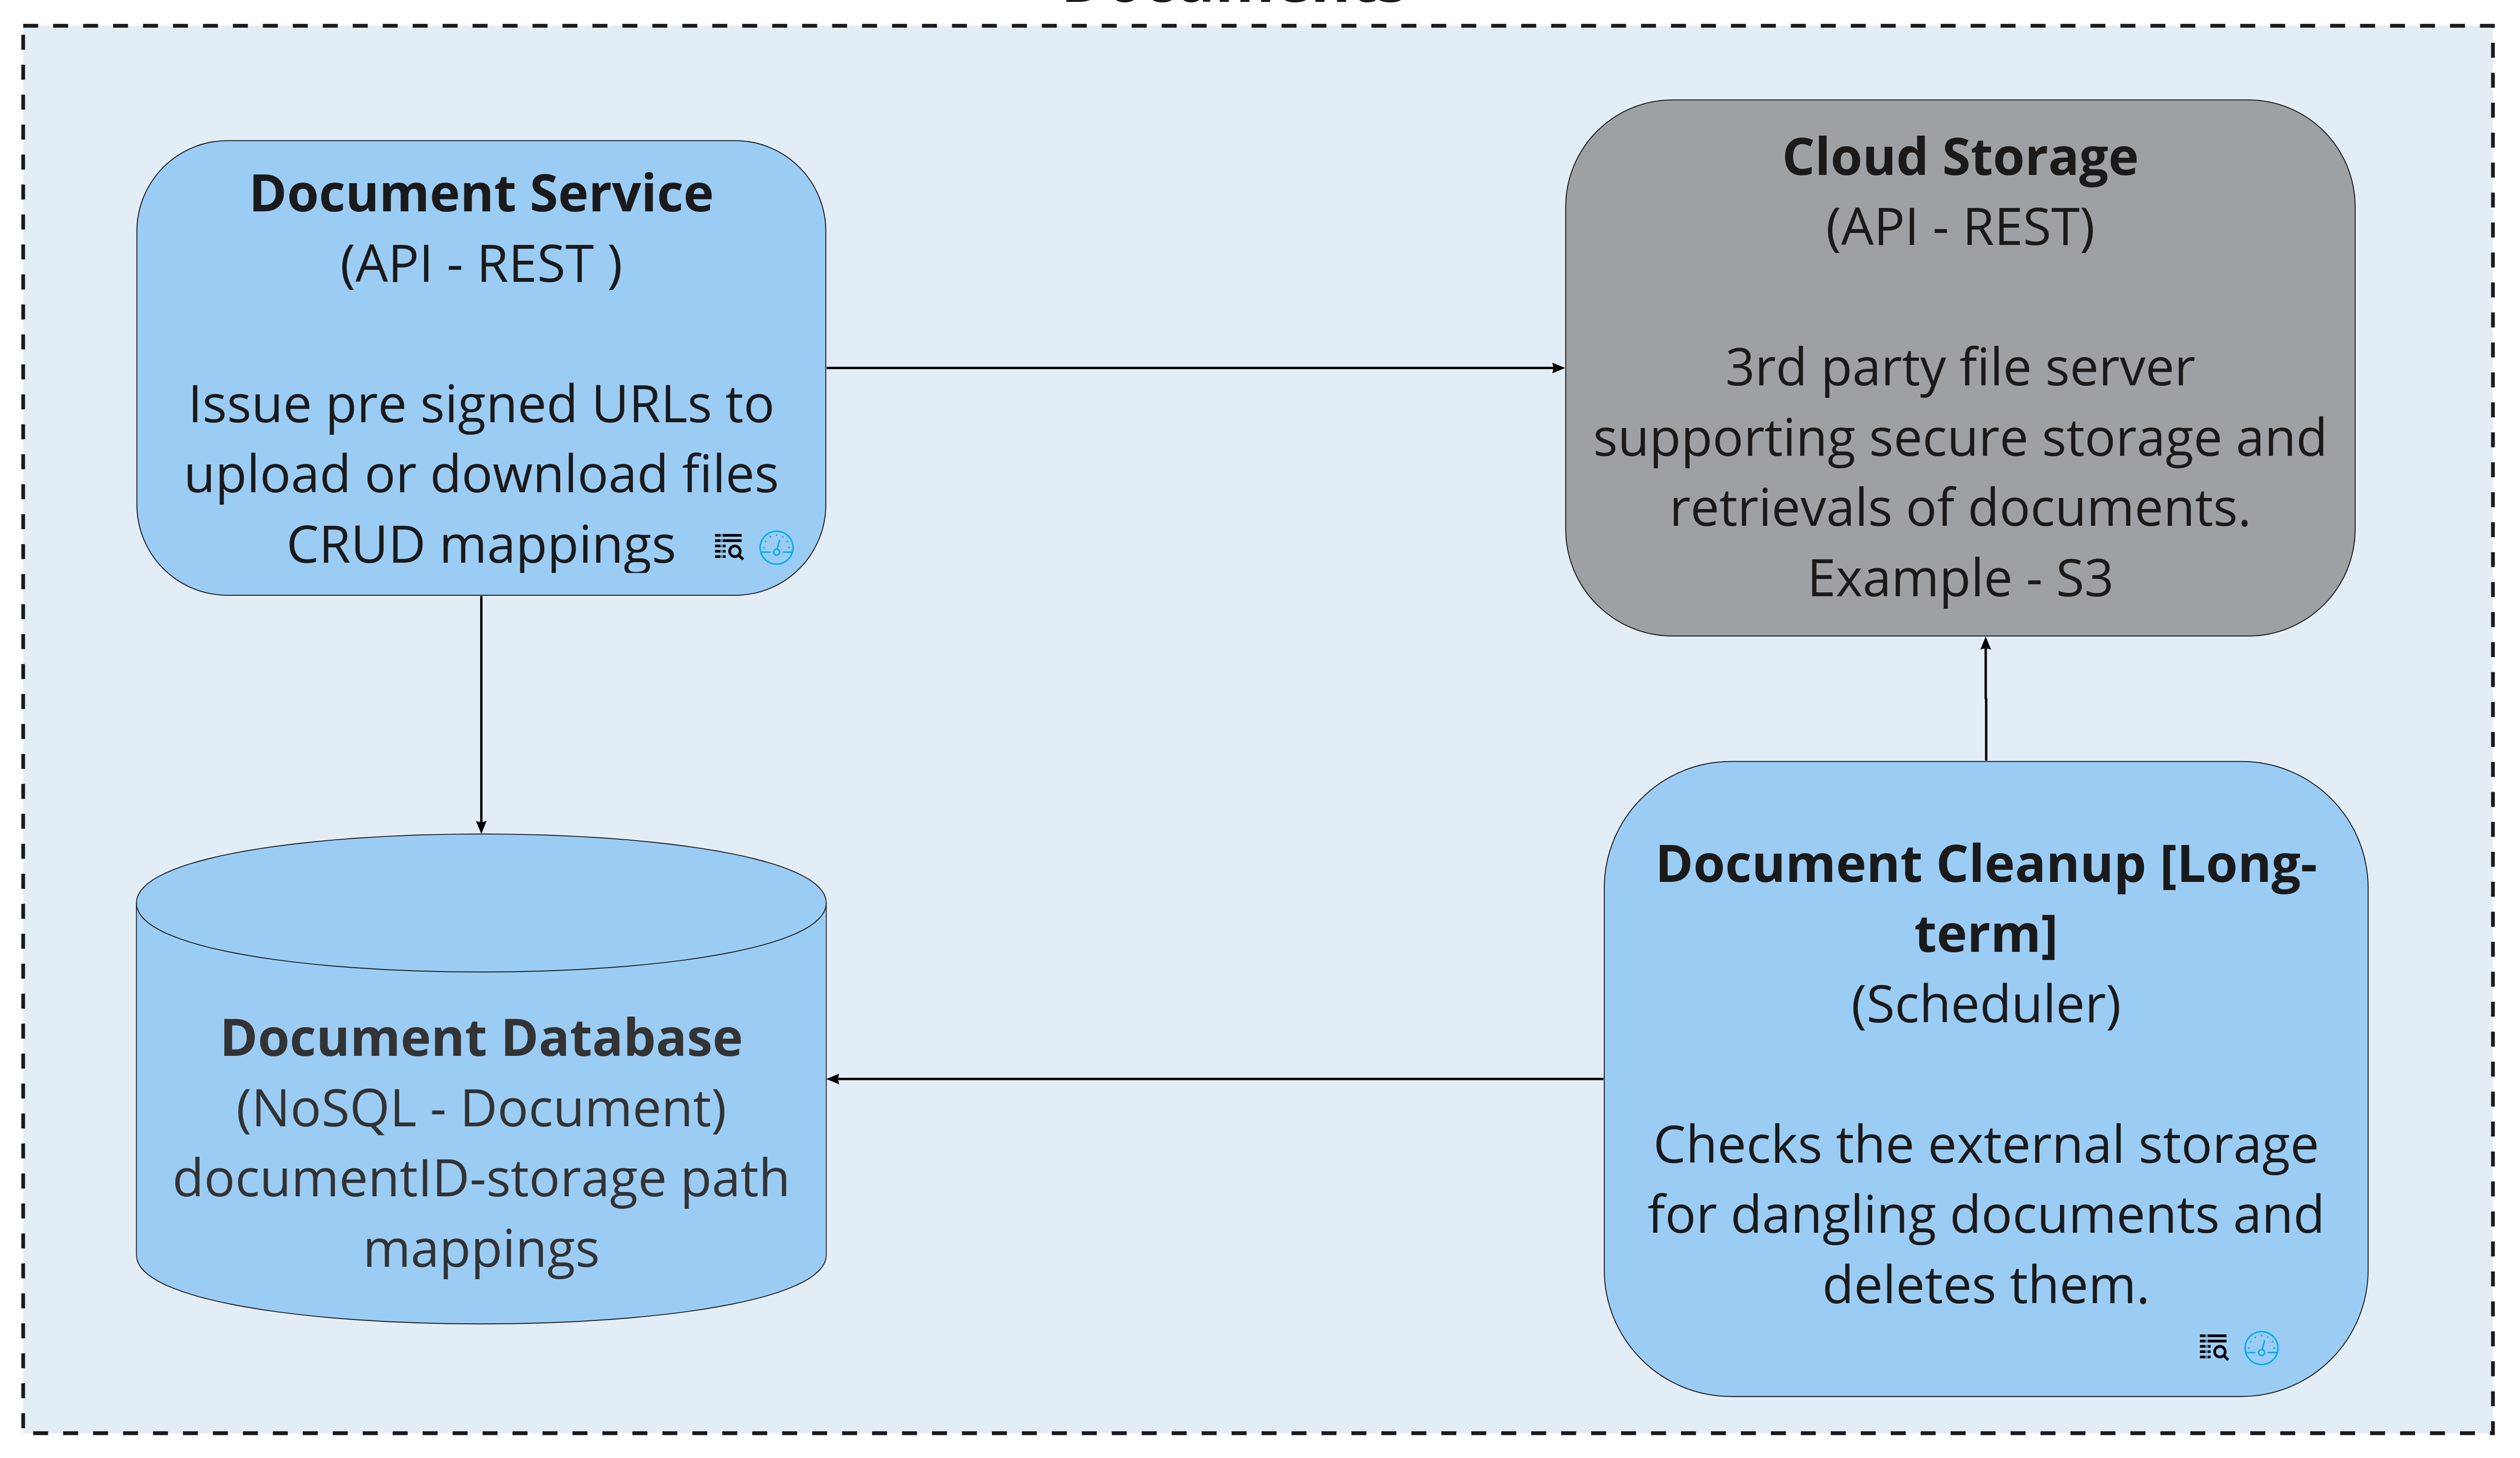 Documents
Document Service
(API - REST )
Issue pre signed URLs to
upload or download files
CRUD mappings
Cloud Storage
(API - REST)
3rd party file server
supporting secure storage and
retrievals of documents.
Example - S3
Document Database
(NoSQL - Document)
documentID-storage path
mappings
Document Cleanup [Long-
term]
(Scheduler)
Checks the external storage
for dangling documents and
deletes them.